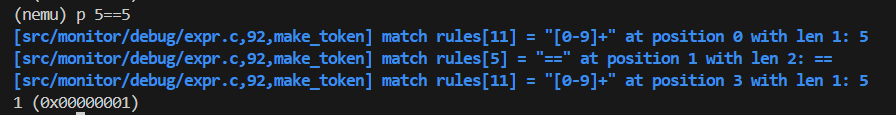 (nemu) p 5==5
[src/monitor/debug/expr.c,92,make_token] match rules[11] = "[0-9]+" at position 0 with len 1: 5
[src/monitor/debug/expr.c,92,make_token] match rules[5] = "==" at position 1 with len 2: ==
[src/monitor/debug/expr.c,92,make_token] match rules[11] = "[0-9]+" at position 3 with len 1: 5
1 (0x00000001)